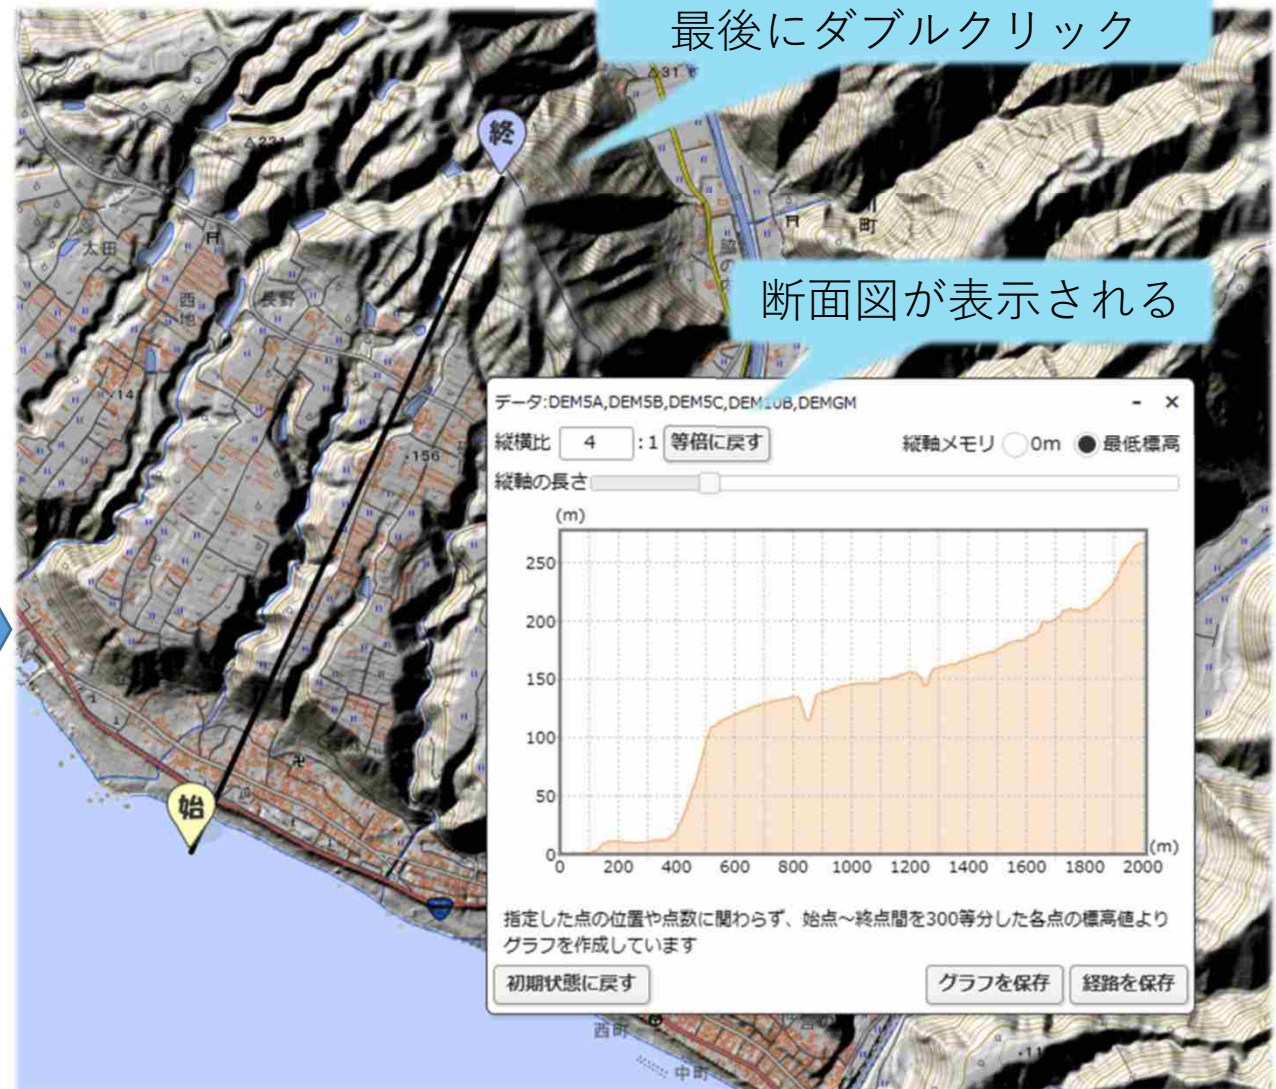 最後にダブルクリック
31.
終
町
太田
西
地
長野
断面図が表示される
14
156
データ:DEM5A,DEM5B,DEM5C,DEM10B,DEMGM
- ×
縦横比 4 :1 等倍に戻す
縦軸メモリ 0m 最低標高
縦軸の長さ
(m)
250
200
150
100
50
0
0 200 400 600 800 1000 1200 1400 1600 1800 2000
(m)
始
指定した点の位置や点数に関わらず、始点～終点間を300等分した各点の標高値より
グラフを作成しています
初期状態に戻す
グラフを保存
経路を保存
西町
中町